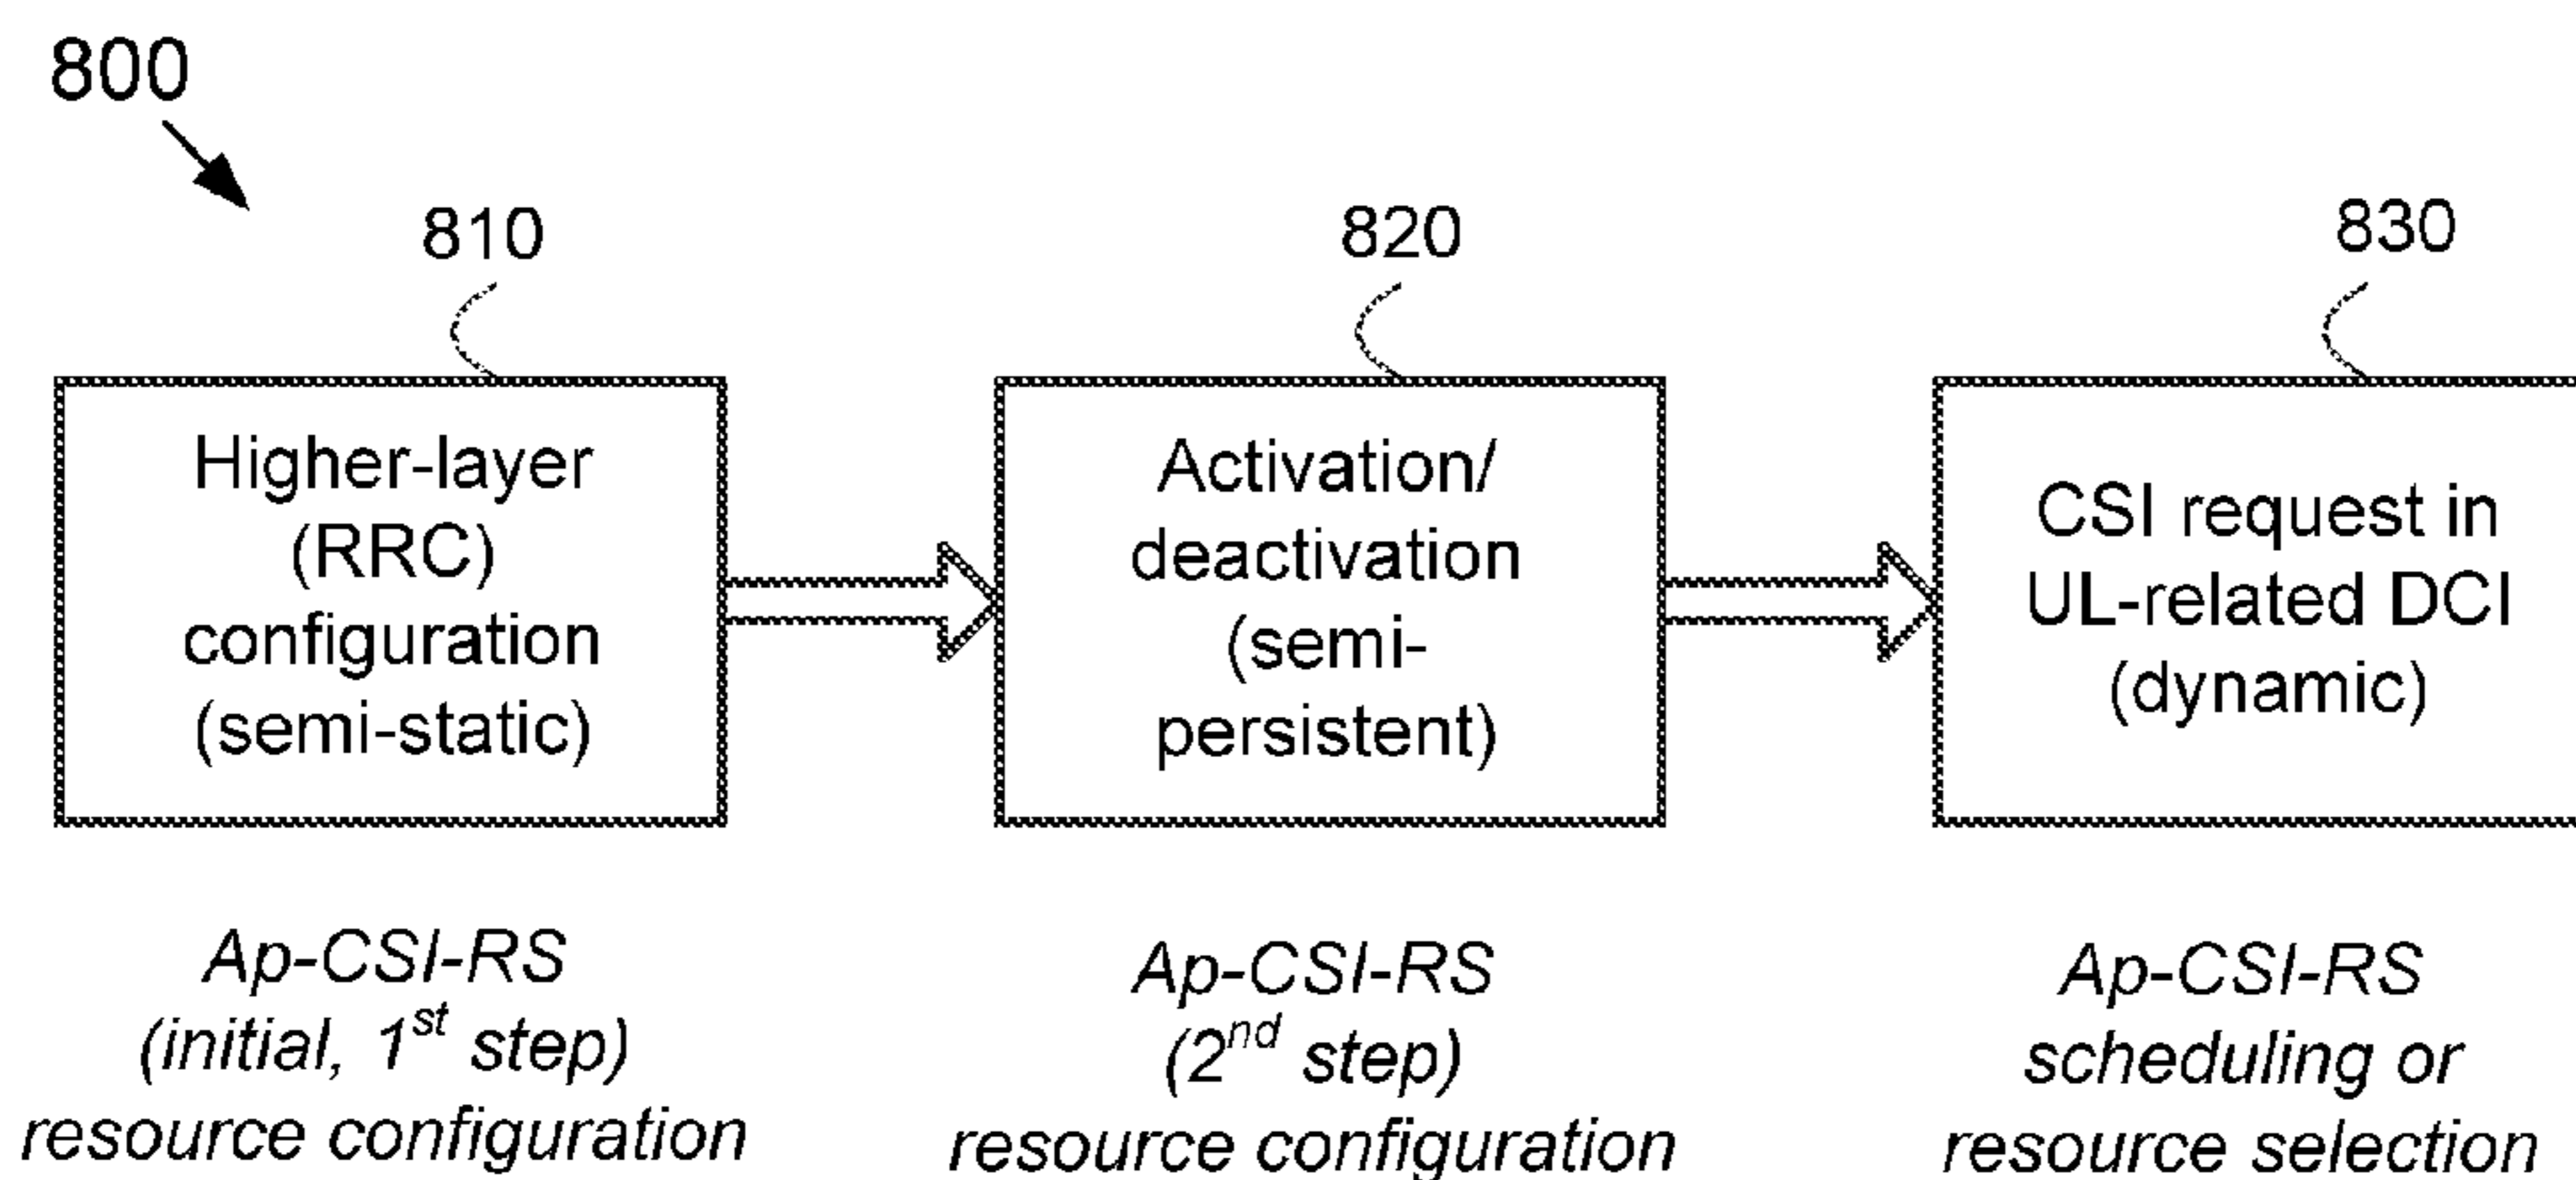 800
810
820
830
Higher-layer
(RRC)
configuration
(semi-static)
Activation/
deactivation
(semi-
persistent)
CSI request in
UL-related DCI
(dynamic)
Ap-CSI-RS
(initial, 1st step)
resource configuration
Ap-CSI-RS
(2nd step)
resource configuration
Ap-CSI-RS
scheduling or
resource selection